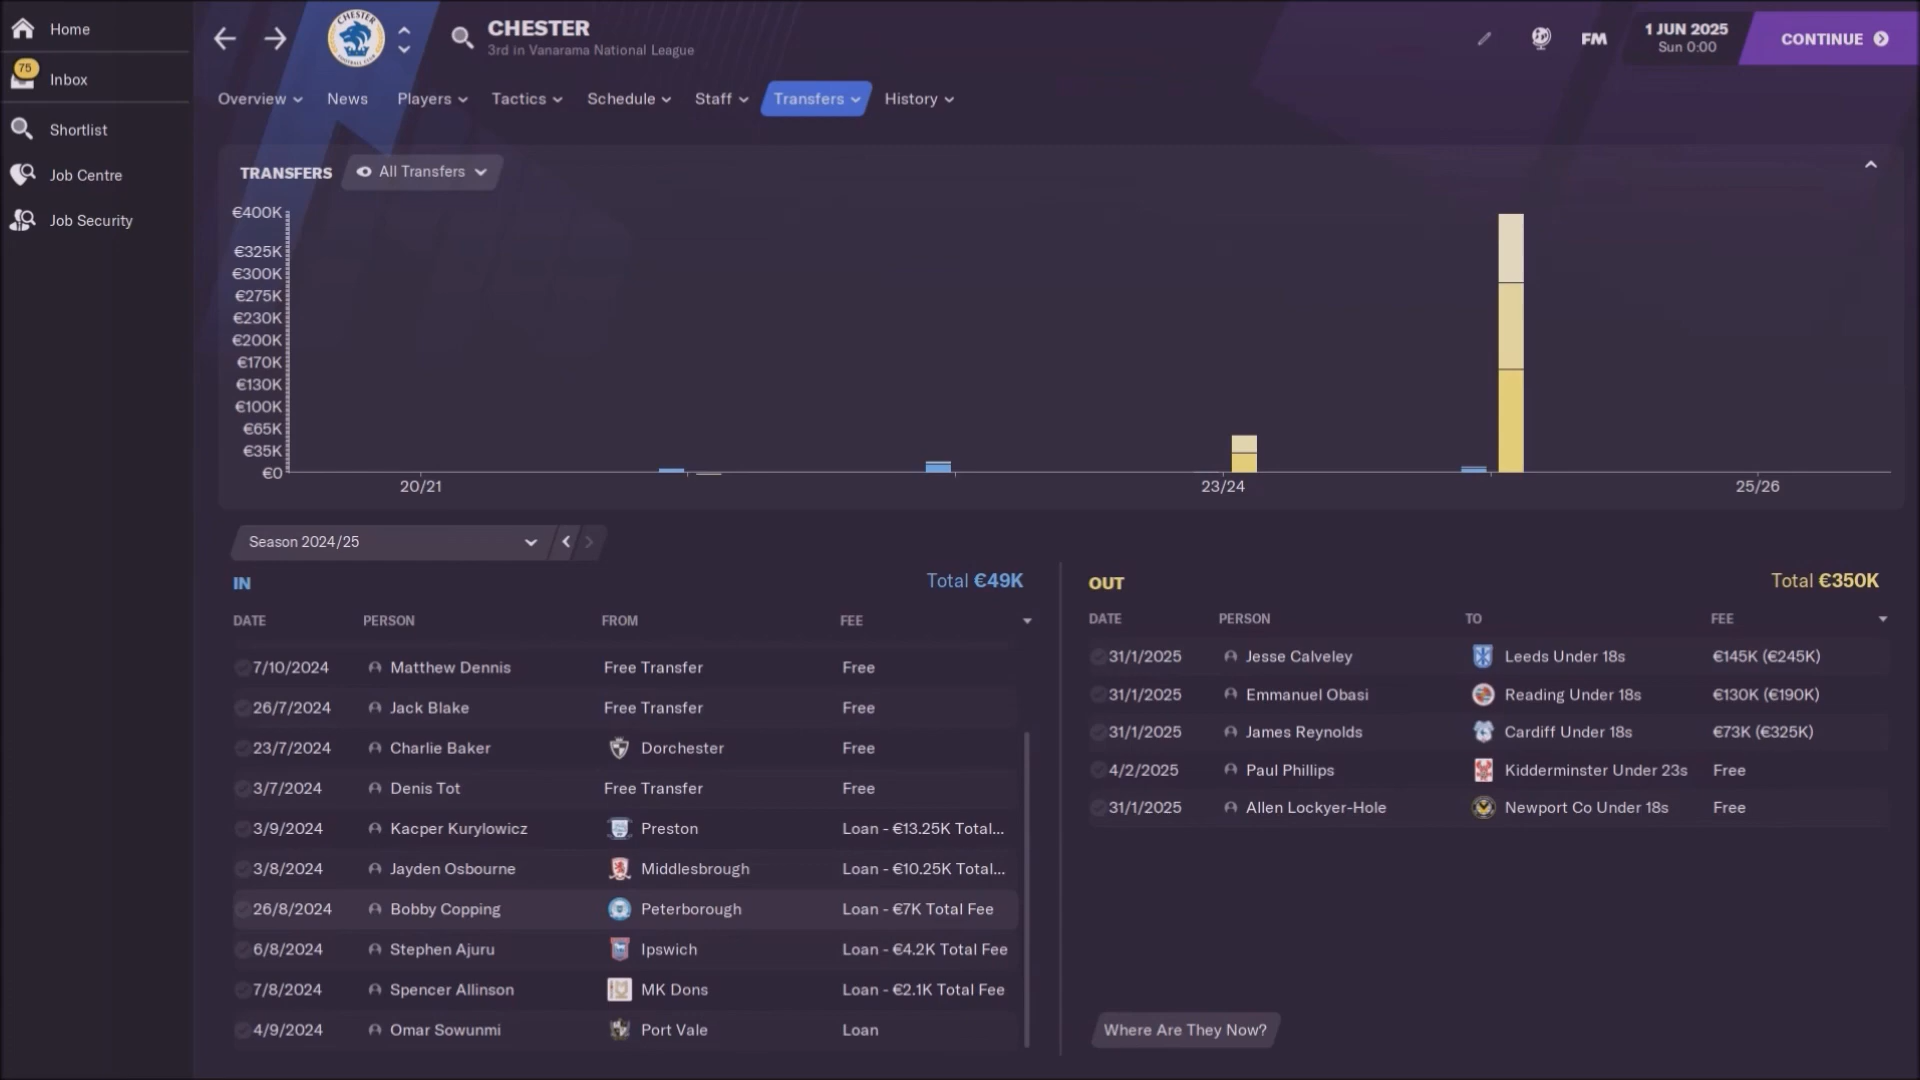 Home
75
Inbox
Shortlist
Job Centre
Job Security
CHESTER
CHESTER
3rd in Vanarama National League
FM
1 JUN 2025
Sun 0:00
CONTINUE
Overview
News
Players
Tactics
Schedule
Staff
Transfers
History
TRANSFERS
All Transfers
€400K
€325K
€300K
€275K
€230K
€200K
€170K
€130K
€100K
€65K
€35K
€0
20/21
23/24
25/26
Season 2024/25
IN
Total €49K
DATE PERSON FROM FEE
7/10/2024 Matthew Dennis Free Transfer Free
26/7/2024 Jack Blake Free Transfer Free
23/7/2024 Charlie Baker Dorchester Free
3/7/2024 Denis Tot Free Transfer Free
3/9/2024 Kacper Kurylowicz Preston Loan - €13.25K Total...
3/8/2024 Jayden Osbourne Middlesbrough Loan - €10.25K Total...
26/8/2024 Bobby Copping Peterborough Loan - €7K Total Fee
6/8/2024 Stephen Ajuru Ipswich Loan - €4.2K Total Fee
7/8/2024 Spencer Allinson MK Dons Loan - €2.1K Total Fee
4/9/2024 Omar Sowunmi Port Vale Loan
OUT
Total €350K
DATE PERSON TO FEE
31/1/2025 Jesse Calveley Leeds Under 18s €145K (€245K)
31/1/2025 Emmanuel Obasi Reading Under 18s €130K (€190K)
31/1/2025 James Reynolds Cardiff Under 18s €73K (€325K)
4/2/2025 Paul Phillips Kidderminster Under 23s Free
31/1/2025 Allen Lockyer-Hole Newport Co Under 18s Free
Where Are They Now?